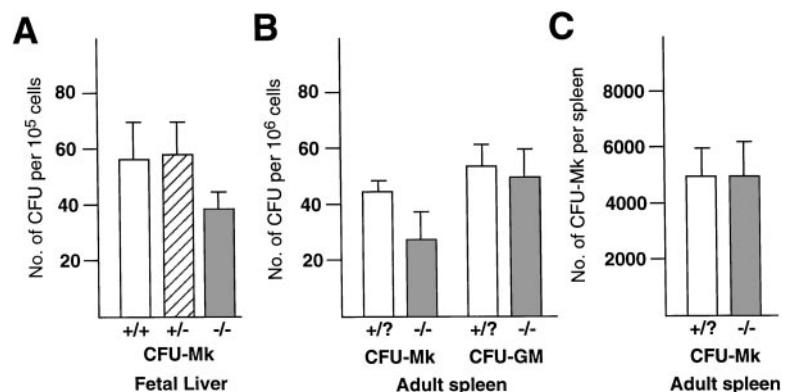 A
No. of CFU per 10⁵ cells
80
60
40
20
+/+ +/- -/-
CFU-Mk
Fetal Liver
B
No. of CFU per 10⁶ cells
80
60
40
20
+/? -/- +/? -/-
CFU-Mk CFU-GM
Adult spleen
C
No. of CFU-Mk per spleen
8000
6000
4000
2000
+/? -/-
CFU-Mk
Adult spleen